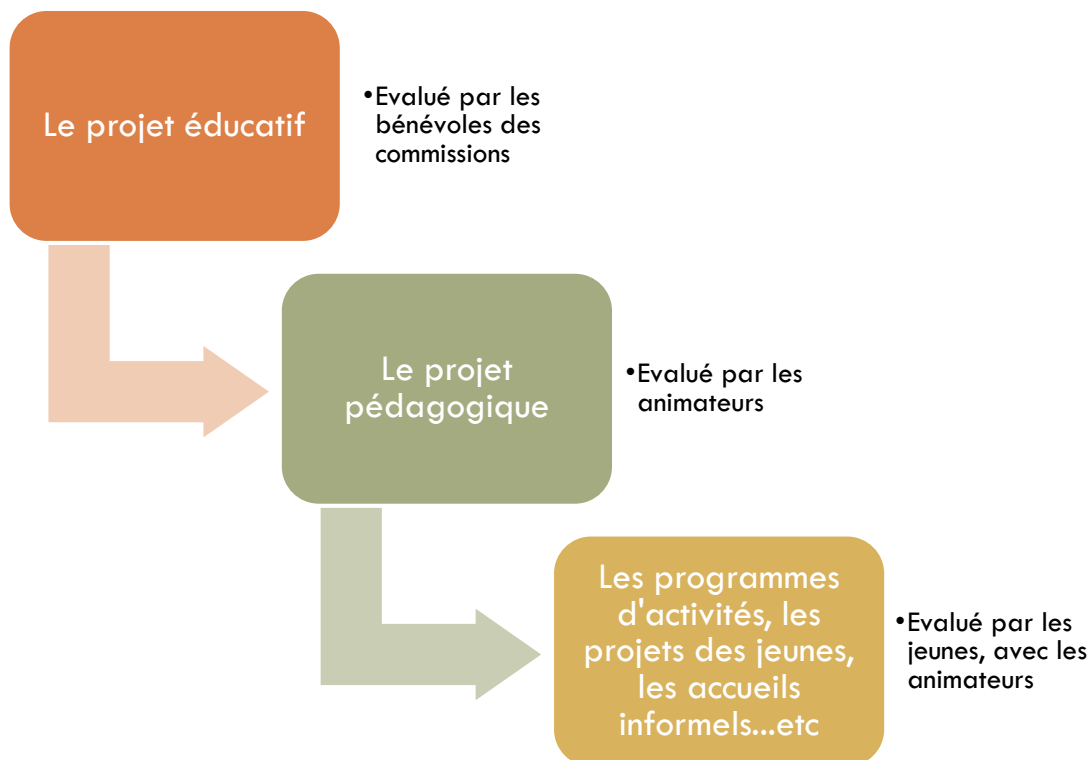 Le projet éducatif
•Evalué par les
bénévoles des
commissions
Le projet
pédagogique
•Evalué par les
animateurs
Les programmes
d'activités, les
projets des jeunes,
les accueils
informels...etc
•Evalué par les
jeunes, avec les
animateurs